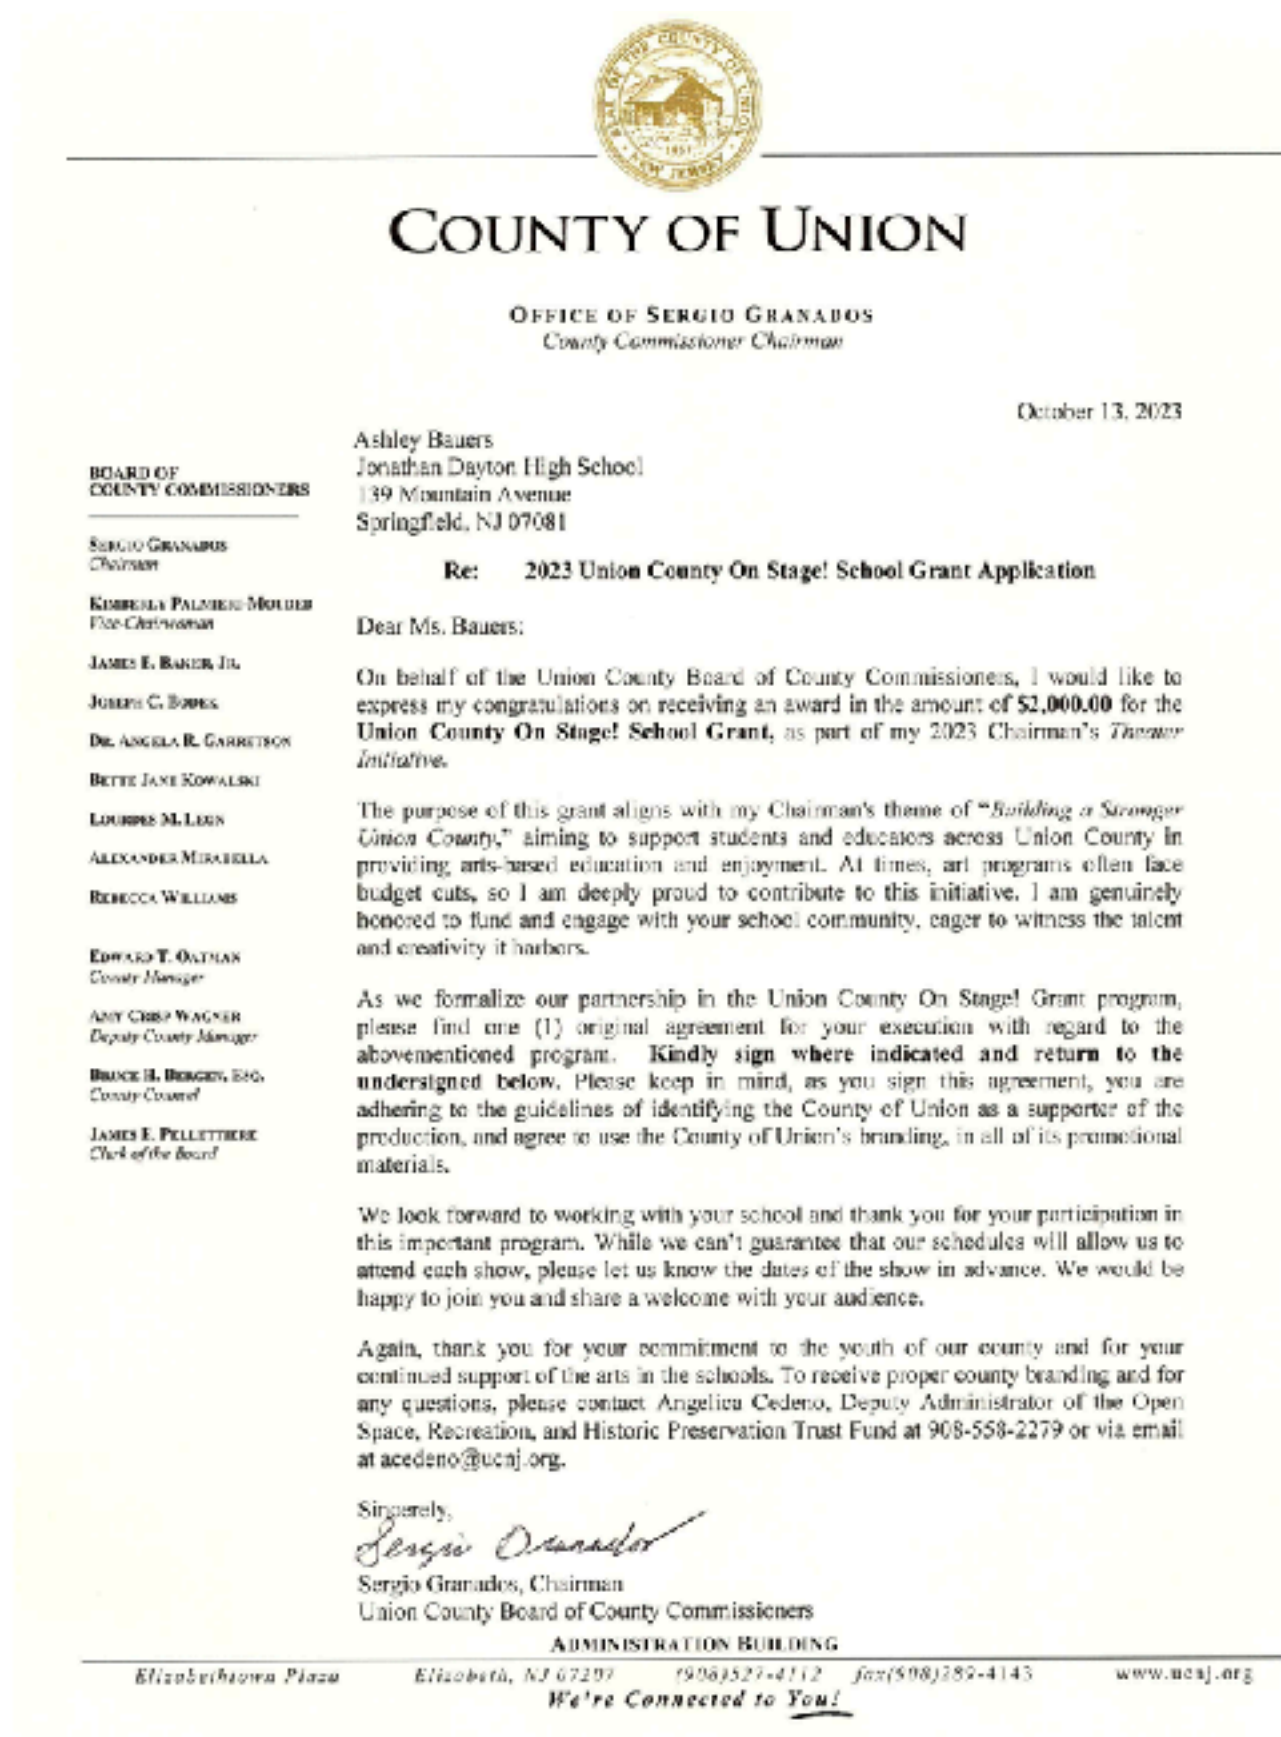 SEAL OF THE COUNTY OF UNION
1857
NEW JERSEY
COUNTY OF UNION
OFFICE OF SERGIO GRANADOS
County Commissioner Chairman
October 13, 2023
Ashley Bauers
Jonathan Dayton High School
139 Mountain Avenue
Springfield, NJ 07081
BOARD OF
COUNTY COMMISSIONERS
SERGIO GRANADOS
Chairman
KIMBERLY PALMIERI-MOUDED
Vice-Chairwoman
JAMES E. BAKER, JR.
JOSEPH C. BODEK
DR. ANGELA R. GARRETSON
BETTE JANE KOWALSKI
LOURDES M. LEON
ALEXANDER MIRABELLA
REBECCA WILLIAMS
EDWARD T. OATMAN
County Manager
AMY CRISP WAGNER
Deputy County Manager
BRUCE H. BERGEN, ESQ.
County Counsel
JAMES E. PELLETTIERE
Clerk of the Board
Re: 2023 Union County On Stage! School Grant Application
Dear Ms. Bauers:
On behalf of the Union County Board of County Commissioners, I would like to
express my congratulations on receiving an award in the amount of $2,000.00 for the
Union County On Stage! School Grant, as part of my 2023 Chairman's Theater
Initiative.
The purpose of this grant aligns with my Chairman's theme of "Building a Stronger
Union County," aiming to support students and educators across Union County in
providing arts-based education and enjoyment. At times, art programs often face
budget cuts, so I am deeply proud to contribute to this initiative. I am genuinely
honored to fund and engage with your school community, eager to witness the talent
and creativity it harbors.
As we formalize our partnership in the Union County On Stage! Grant program,
please find one (1) original agreement for your execution with regard to the
abovementioned program. Kindly sign where indicated and return to the
undersigned below. Please keep in mind, as you sign this agreement, you are
adhering to the guidelines of identifying the County of Union as a supporter of the
production, and agree to use the County of Union's branding, in all of its promotional
materials.
We look forward to working with your school and thank you for your participation in
this important program. While we can't guarantee that our schedules will allow us to
attend each show, please let us know the dates of the show in advance. We would be
happy to join you and share a welcome with your audience.
Again, thank you for your commitment to the youth of our county and for your
continued support of the arts in the schools. To receive proper county branding and for
any questions, please contact Angelica Cedeno, Deputy Administrator of the Open
Space, Recreation, and Historic Preservation Trust Fund at 908-558-2279 or via email
at acedeno@ucnj.org.
Sincerely,
Sergio Granados
Sergio Granados, Chairman
Union County Board of County Commissioners
ADMINISTRATION BUILDING
Elizabethtown Plaza Elizabeth, NJ 07207 (908)527-4112 fax(908)289-4143 www.ucnj.org
We're Connected to You!